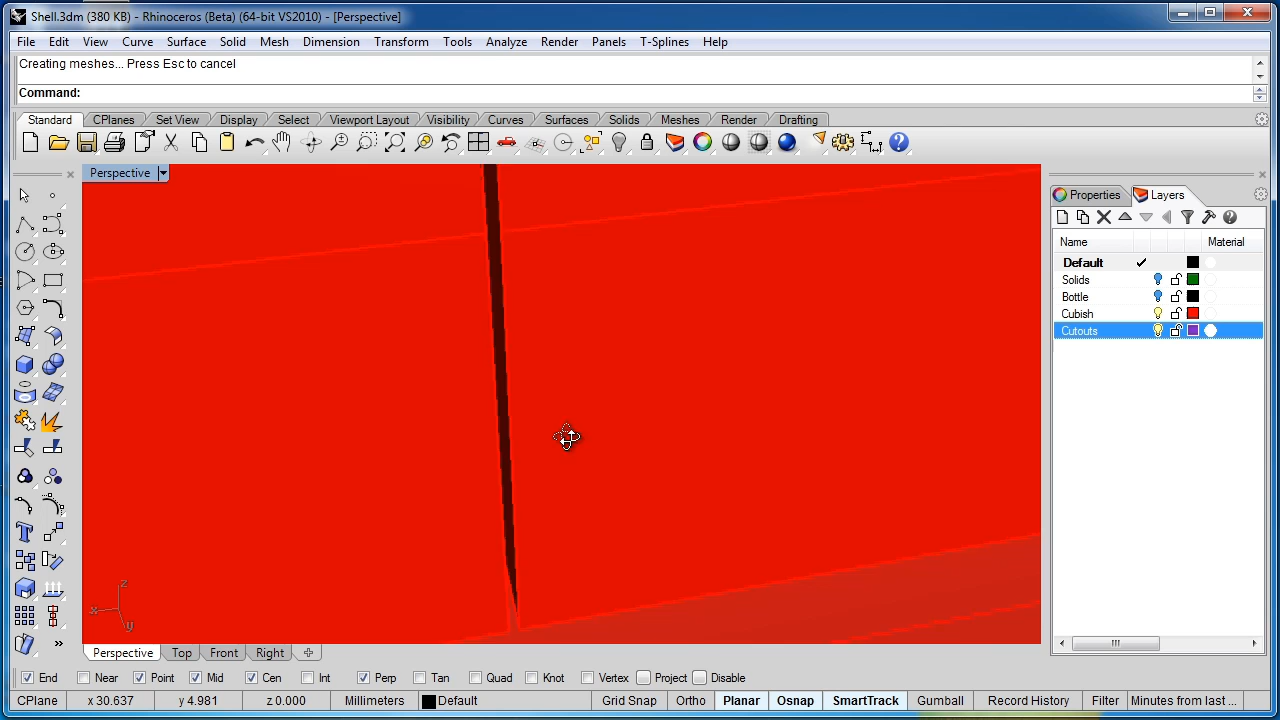 Shell.3dm (380 KB) - Rhinoceros (Beta) (64-bit VS2010) - [Perspective]
File Edit View Curve Surface Solid Mesh Dimension Transform Tools Analyze Render Panels T-Splines Help
Creating meshes... Press Esc to cancel
Command:
Standard CPlanes Set View Display Select Viewport Layout Visibility Curves Surfaces Solids Meshes Render Drafting
Perspective
Properties Layers
Name Material
Default
Solids
Bottle
Cubish
Cutouts
z
x
y
Perspective Top Front Right
End Near Point Mid Cen Int Perp Tan Quad Knot Vertex Project Disable
CPlane x 30.637 y 4.981 z 0.000 Millimeters Default Grid Snap Ortho Planar Osnap SmartTrack Gumball Record History Filter Minutes from last ...